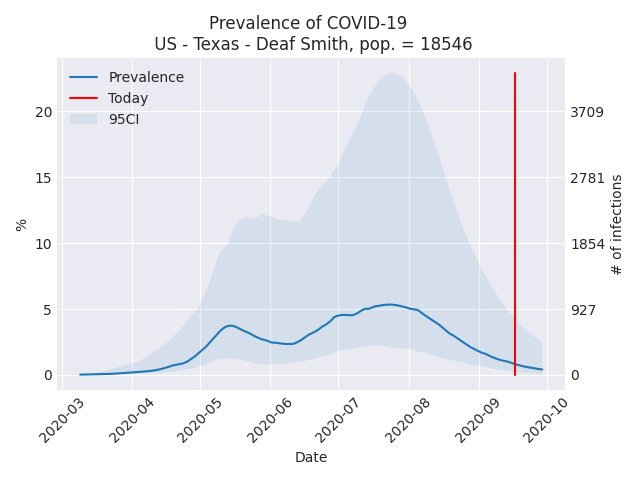 Prevalence of COVID-19
US - Texas - Deaf Smith, pop. = 18546
Prevalence
Today
95CI
%
20
15
10
5
0
3709
2781
1854
927
0
# of infections
2020-03
2020-04
2020-05
2020-06
2020-07
2020-08
2020-09
2020-10
Date